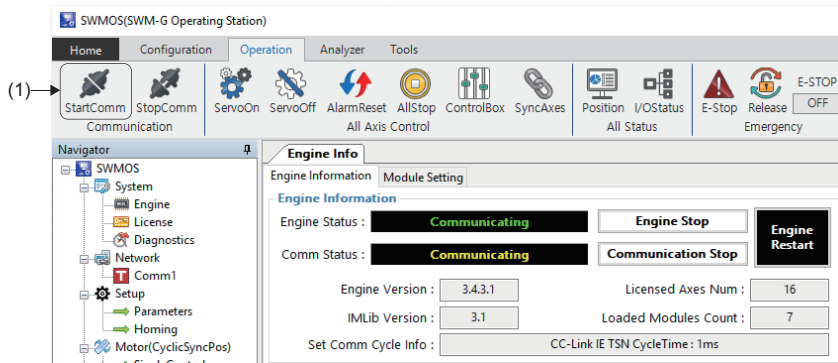 SWMOS(SWM-G Operating Station)
Home Configuration Operation Analyzer Tools
(1)
StartComm StopComm ServoOn ServoOff AlarmReset AllStop ControlBox SyncAxes Position I/OStatus E-Stop Release E-STOP OFF
Communication All Axis Control All Status Emergency
Navigator
SWMOS
System
Engine
License
Diagnostics
Network
Comm1
Setup
Parameters
Homing
Motor(CyclicSyncPos)
Engine Info
Engine Information Module Setting
Engine Information
Engine Status : Communicating Engine Stop
Engine Restart
Comm Status : Communicating Communication Stop
Engine Version : 3.4.3.1 Licensed Axes Num : 16
IMLib Version : 3.1 Loaded Modules Count : 7
Set Comm Cycle Info : CC-Link IE TSN CycleTime : 1ms